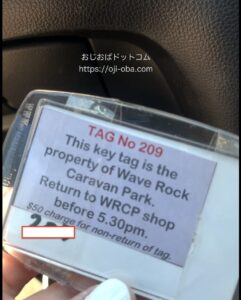 おじおばドットコム
https://oji-oba.com/
TAG No 209
This key tag is the
property of Wave Rock
Caravan Park.
Return to WRCP shop
before 5.30pm.
$50 charge for non-return of tag.